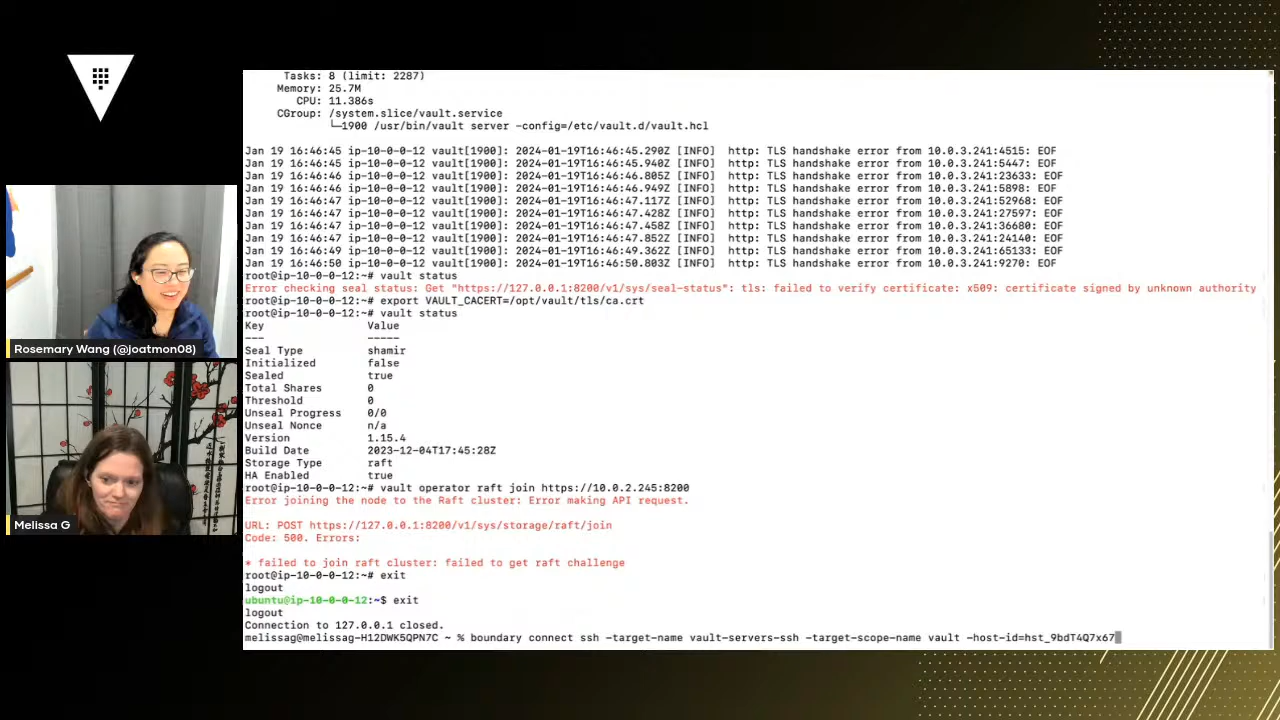 Tasks: 8 (limit: 2287)
Memory: 25.7M
CPU: 11.386s
CGroup: /system.slice/vault.service
└─1900 /usr/bin/vault server -config=/etc/vault.d/vault.hcl
Jan 19 16:46:45 ip-10-0-0-12 vault[1900]: 2024-01-19T16:46:45.290Z [INFO]  http: TLS handshake error from 10.0.3.241:4515: EOF
Jan 19 16:46:45 ip-10-0-0-12 vault[1900]: 2024-01-19T16:46:45.940Z [INFO]  http: TLS handshake error from 10.0.3.241:5447: EOF
Jan 19 16:46:46 ip-10-0-0-12 vault[1900]: 2024-01-19T16:46:46.805Z [INFO]  http: TLS handshake error from 10.0.3.241:23633: EOF
Jan 19 16:46:46 ip-10-0-0-12 vault[1900]: 2024-01-19T16:46:46.949Z [INFO]  http: TLS handshake error from 10.0.3.241:5898: EOF
Jan 19 16:46:47 ip-10-0-0-12 vault[1900]: 2024-01-19T16:46:47.117Z [INFO]  http: TLS handshake error from 10.0.3.241:52968: EOF
Jan 19 16:46:47 ip-10-0-0-12 vault[1900]: 2024-01-19T16:46:47.428Z [INFO]  http: TLS handshake error from 10.0.3.241:27597: EOF
Jan 19 16:46:47 ip-10-0-0-12 vault[1900]: 2024-01-19T16:46:47.458Z [INFO]  http: TLS handshake error from 10.0.3.241:36680: EOF
Jan 19 16:46:47 ip-10-0-0-12 vault[1900]: 2024-01-19T16:46:47.852Z [INFO]  http: TLS handshake error from 10.0.3.241:24140: EOF
Jan 19 16:46:49 ip-10-0-0-12 vault[1900]: 2024-01-19T16:46:49.362Z [INFO]  http: TLS handshake error from 10.0.3.241:65133: EOF
Jan 19 16:46:50 ip-10-0-0-12 vault[1900]: 2024-01-19T16:46:50.803Z [INFO]  http: TLS handshake error from 10.0.3.241:9270: EOF
root@ip-10-0-0-12:~# vault status
Error checking seal status: Get "https://127.0.0.1:8200/v1/sys/seal-status": tls: failed to verify certificate: x509: certificate signed by unknown authority
root@ip-10-0-0-12:~# export VAULT_CACERT=/opt/vault/tls/ca.crt
root@ip-10-0-0-12:~# vault status
Key Value
--- -----
Seal Type shamir
Initialized false
Sealed true
Total Shares 0
Threshold 0
Unseal Progress 0/0
Unseal Nonce n/a
Version 1.15.4
Build Date 2023-12-04T17:45:28Z
Storage Type raft
HA Enabled true
root@ip-10-0-0-12:~# vault operator raft join https://10.0.2.245:8200
Error joining the node to the Raft cluster: Error making API request.
URL: POST https://127.0.0.1:8200/v1/sys/storage/raft/join
Code: 500. Errors:
* failed to join raft cluster: failed to get raft challenge
root@ip-10-0-0-12:~# exit
logout
ubuntu@ip-10-0-0-12:~$ exit
logout
Connection to 127.0.0.1 closed.
melissag@melissag-H12DWK5QPN7C ~ % boundary connect ssh -target-name vault-servers-ssh -target-scope-name vault -host-id=hst_9bdT4Q7x67
Rosemary Wang (@joatmon08)
Melissa G